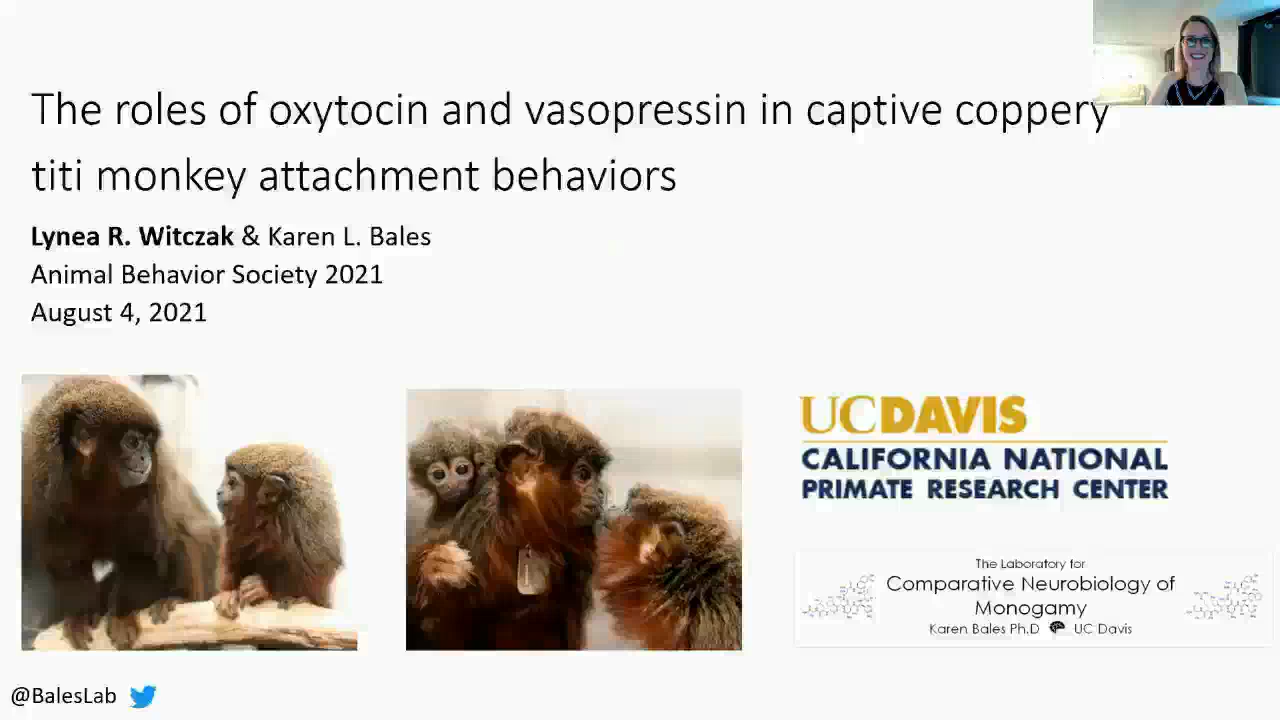 The roles of oxytocin and vasopressin in captive coppery
titi monkey attachment behaviors
Lynea R. Witczak & Karen L. Bales
Animal Behavior Society 2021
August 4, 2021
UCDAVIS
CALIFORNIA NATIONAL
PRIMATE RESEARCH CENTER
The Laboratory for
Comparative Neurobiology of
Monogamy
Karen Bales Ph.D UC Davis
@BalesLab